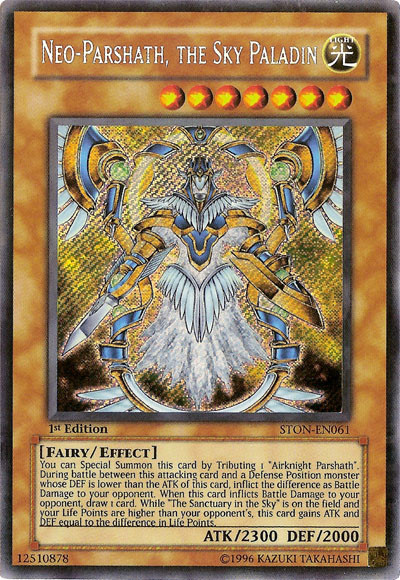 NEO-PARSHATH, THE SKY PALADIN
LIGHT
光
1st Edition
STON-EN061
[FAIRY/EFFECT]
You can Special Summon this card by Tributing 1 "Airknight Parshath".
During battle between this attacking card and a Defense Position monster
whose DEF is lower than the ATK of this card, inflict the difference as Battle
Damage to your opponent. When this card inflicts Battle Damage to your
opponent, draw 1 card. While "The Sanctuary in the Sky" is on the field and
your Life Points are higher than your opponent's, this card gains ATK and
DEF equal to the difference in Life Points.
ATK/2300 DEF/2000
12510878
©1996 KAZUKI TAKAHASHI